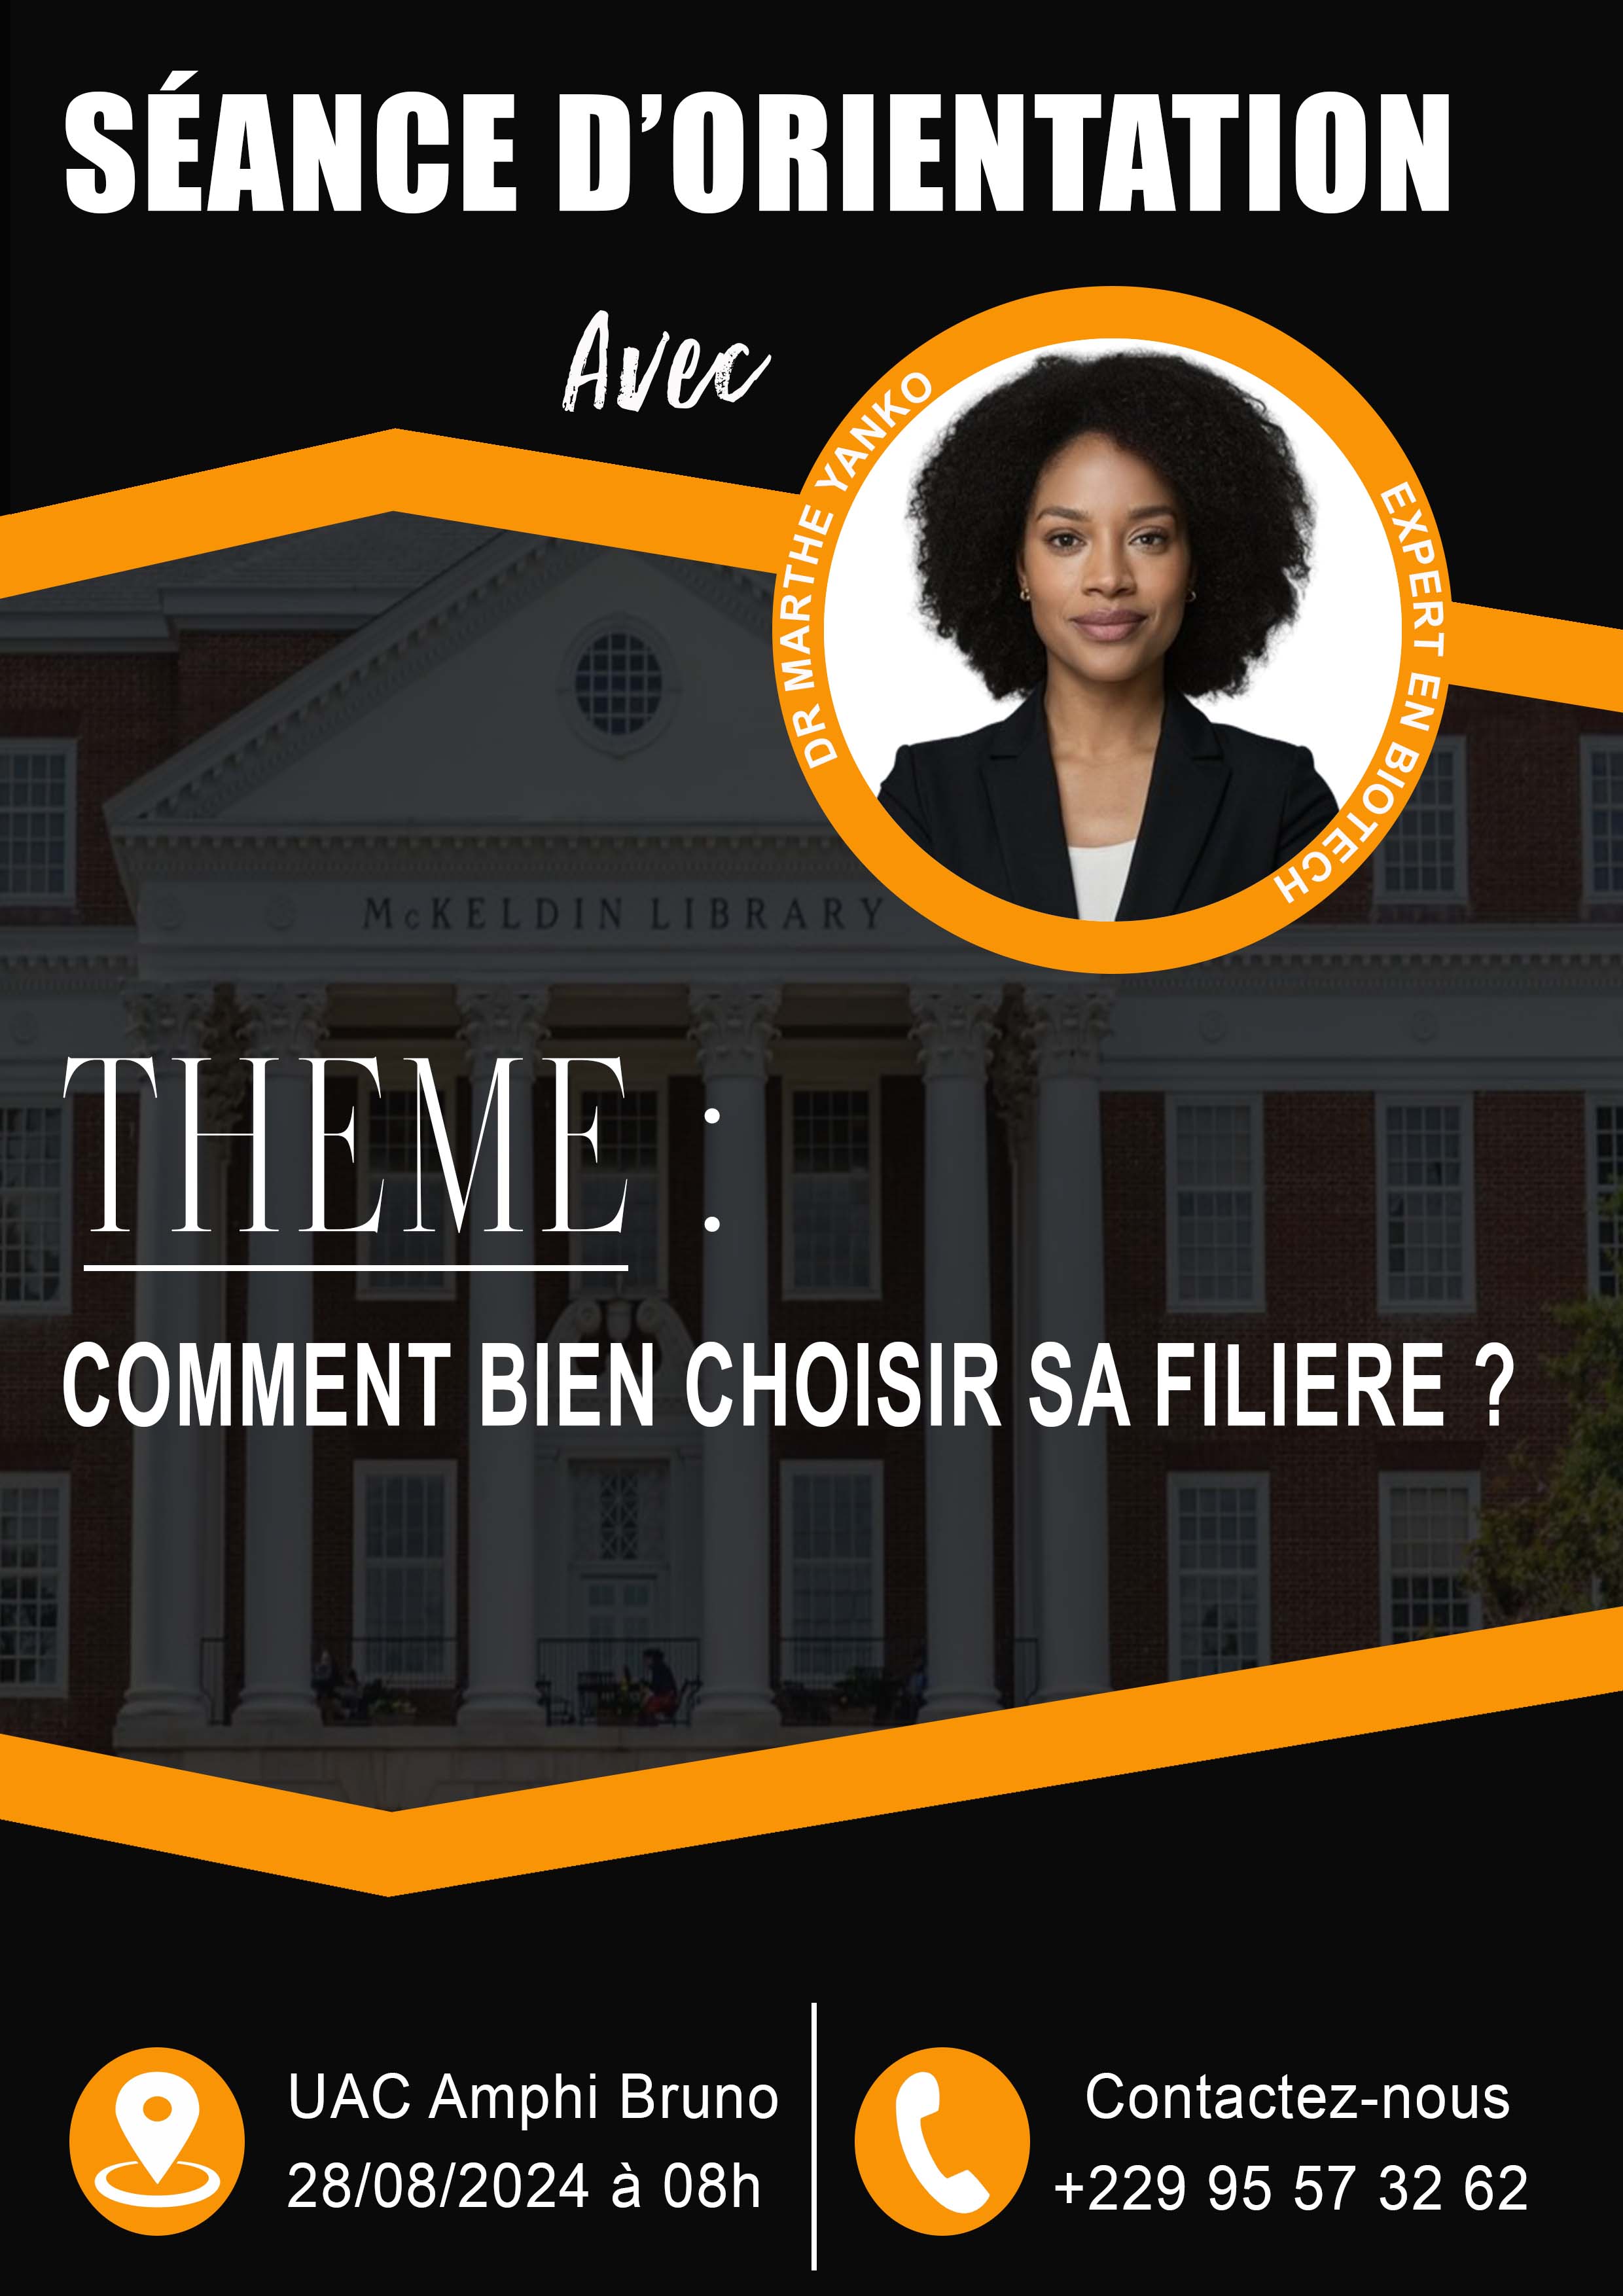 SÉANCE D’ORIENTATION
Avec
DR MARTHE YANKO
EXPERT EN BIOTECH
McKELDIN LIBRARY
THEME :
COMMENT BIEN CHOISIR SA FILIERE ?
UAC Amphi Bruno
28/08/2024 à 08h
Contactez-nous
+229 95 57 32 62